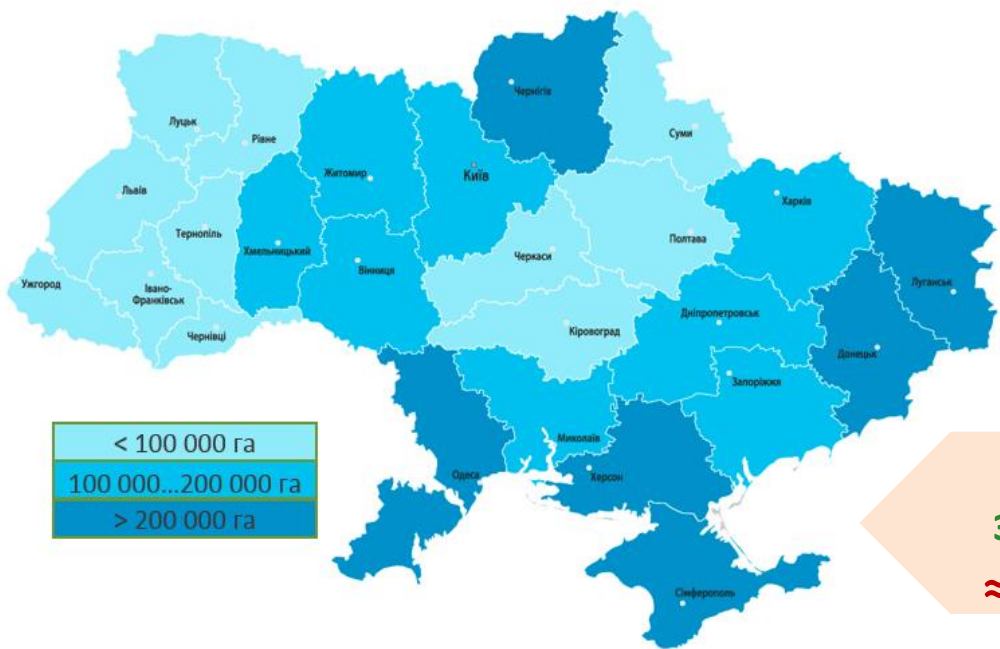 Чернігів
Суми
Луцьк
Рівне
Житомир
Київ
Львів
Харків
Тернопіль
Хмельницький
Полтава
Черкаси
Вінниця
Луганськ
Ужгород
Івано-
Франківськ
Дніпропетровськ
Кіровоград
Чернівці
Донецьк
Запоріжжя
Миколаїв
Одеса
Херсон
Сімферополь
< 100 000 га
100 000...200 000 га
> 200 000 га
≈